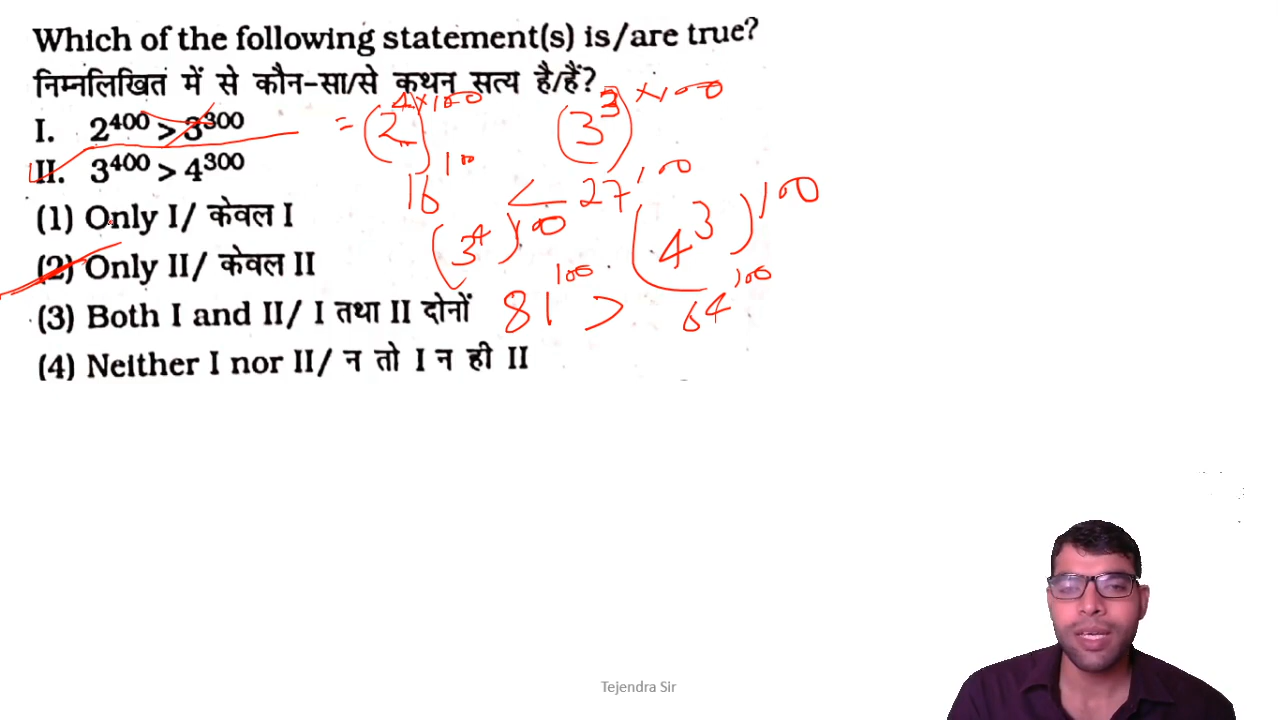 Which of the following statement(s) is/are true?
निम्नलिखित में से कौन-सा/से कथन सत्य है/हैं?
I. 2^400 > 3^300 = (2)^4×100 (3^3)^×100
16^100 < 27^100
II. 3^400 > 4^300
(1) Only I/ केवल I
(3^4)^100 (4^3)^100
(2) Only II/ केवल II
81^100 > 64^100
(3) Both I and II/ I तथा II दोनों
(4) Neither I nor II/ न तो I न ही II
Tejendra Sir